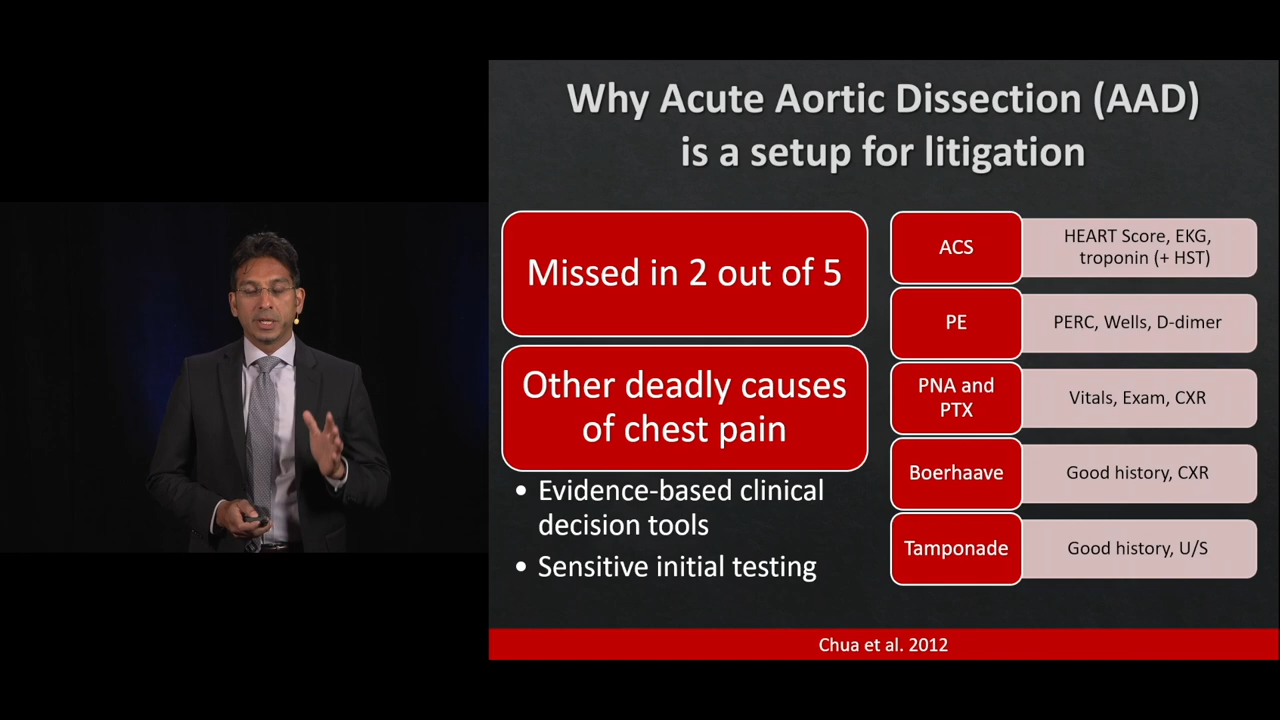 Why Acute Aortic Dissection (AAD)
is a setup for litigation
Missed in 2 out of 5
Other deadly causes
of chest pain
• Evidence-based clinical
decision tools
• Sensitive initial testing
ACS
HEART Score, EKG,
troponin (+ HST)
PE
PERC, Wells, D-dimer
PNA and
PTX
Vitals, Exam, CXR
Boerhaave
Good history, CXR
Tamponade
Good history, U/S
Chua et al. 2012